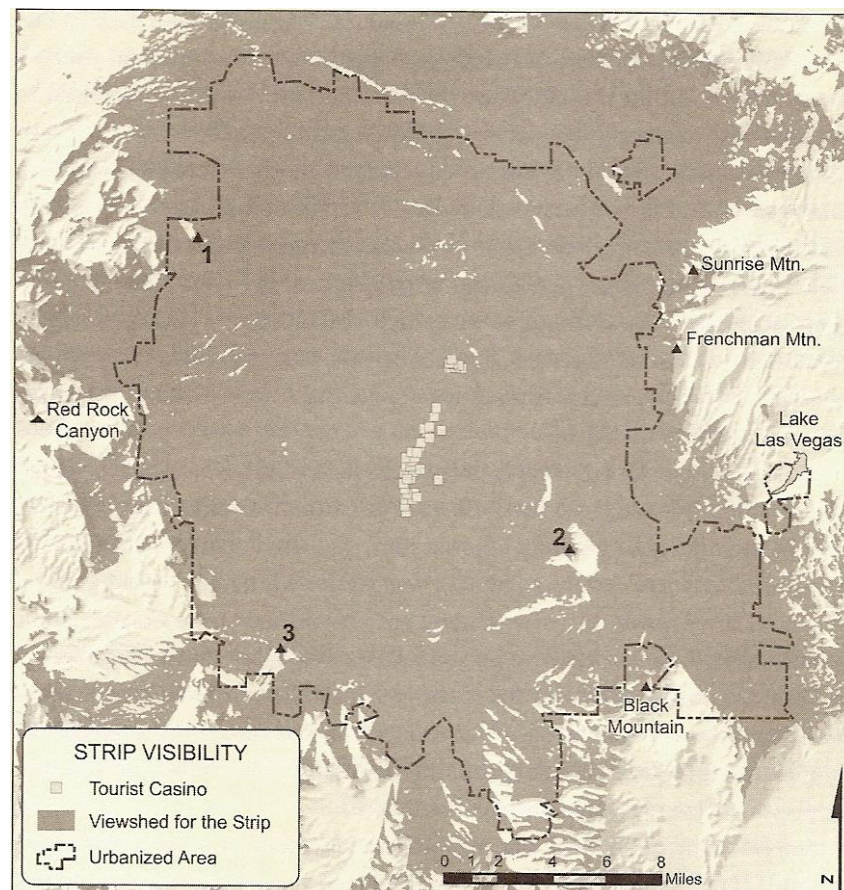 1
Sunrise Mtn.
Frenchman Mtn.
Red Rock
Canyon
Lake
Las Vegas
2
3
Black
Mountain
STRIP VISIBILITY
Tourist Casino
Viewshed for the Strip
Urbanized Area
0 2 4 6 8
Miles
N